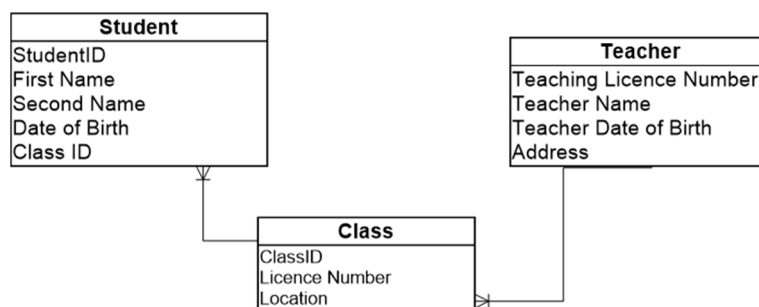 Student
StudentID
First Name
Second Name
Date of Birth
Class ID
Teacher
Teaching Licence Number
Teacher Name
Teacher Date of Birth
Address
Class
ClassID
Licence Number
Location